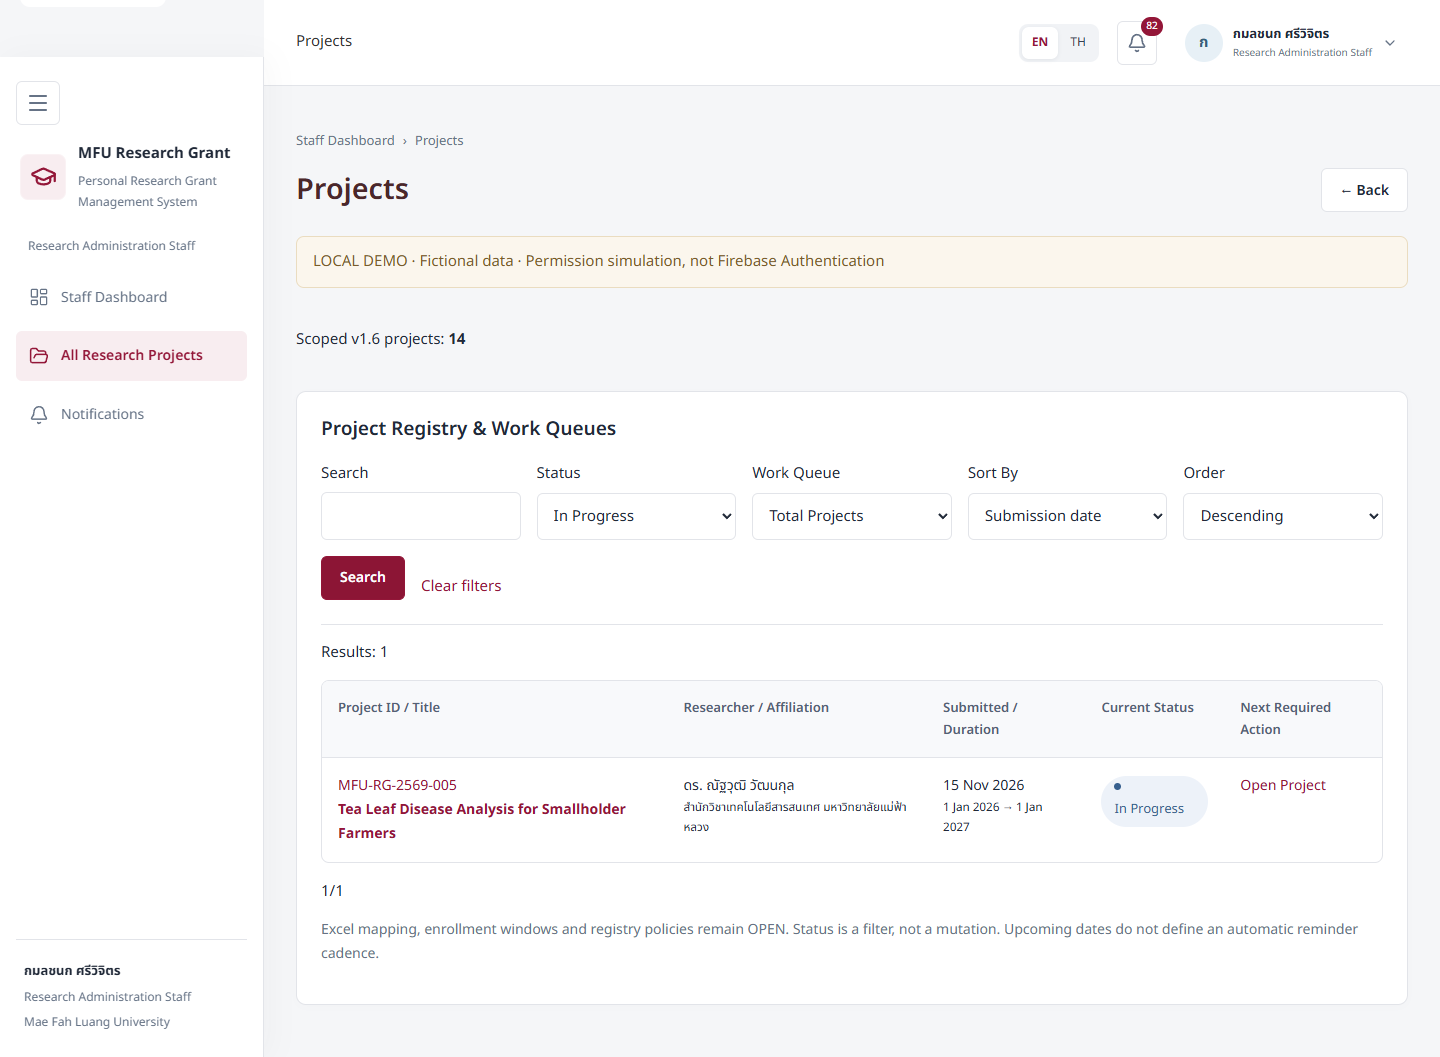 Projects
EN
TH
82
ก
กมลชนก ศรีวิจิตร
Research Administration Staff
MFU Research Grant
Personal Research Grant
Management System
Research Administration Staff
Staff Dashboard
All Research Projects
Notifications
กมลชนก ศรีวิจิตร
Research Administration Staff
Mae Fah Luang University
Staff Dashboard › Projects
Projects
← Back
LOCAL DEMO · Fictional data · Permission simulation, not Firebase Authentication
Scoped v1.6 projects: 14
Project Registry & Work Queues
Search
Status
Work Queue
Sort By
Order
In Progress
Total Projects
Submission date
Descending
Search
Clear filters
Results: 1
Project ID / Title
Researcher / Affiliation
Submitted /
Duration
Current Status
Next Required
Action
MFU-RG-2569-005
Tea Leaf Disease Analysis for Smallholder
Farmers
ดร. ณัฐวุฒิ วัฒนกุล
สำนักวิชาเทคโนโลยีสารสนเทศ มหาวิทยาลัยแม่ฟ้า
หลวง
15 Nov 2026
1 Jan 2026 → 1 Jan
2027
In Progress
Open Project
1/1
Excel mapping, enrollment windows and registry policies remain OPEN. Status is a filter, not a mutation. Upcoming dates do not define an automatic reminder
cadence.